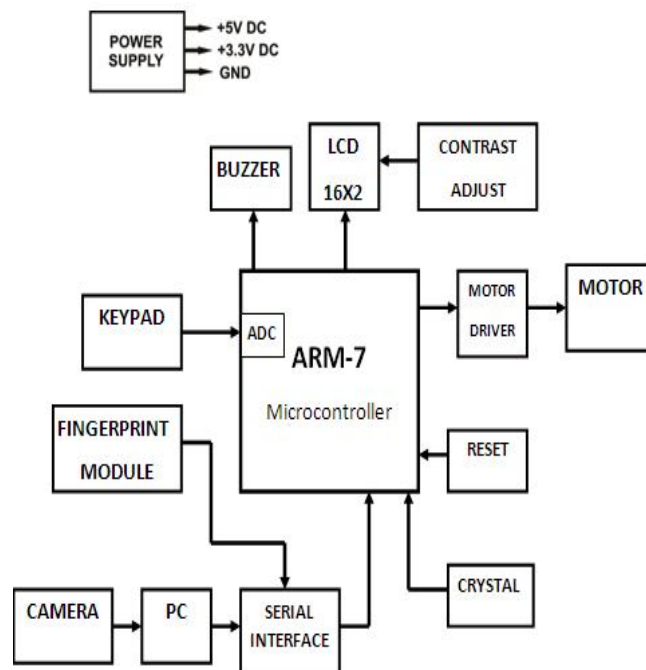 POWER
SUPPLY
+5V DC
+3.3V DC
GND
BUZZER
LCD
16X2
CONTRAST
ADJUST
KEYPAD
ADC
ARM-7
Microcontroller
MOTOR
DRIVER
MOTOR
FINGERPRINT
MODULE
RESET
CRYSTAL
CAMERA
PC
SERIAL
INTERFACE